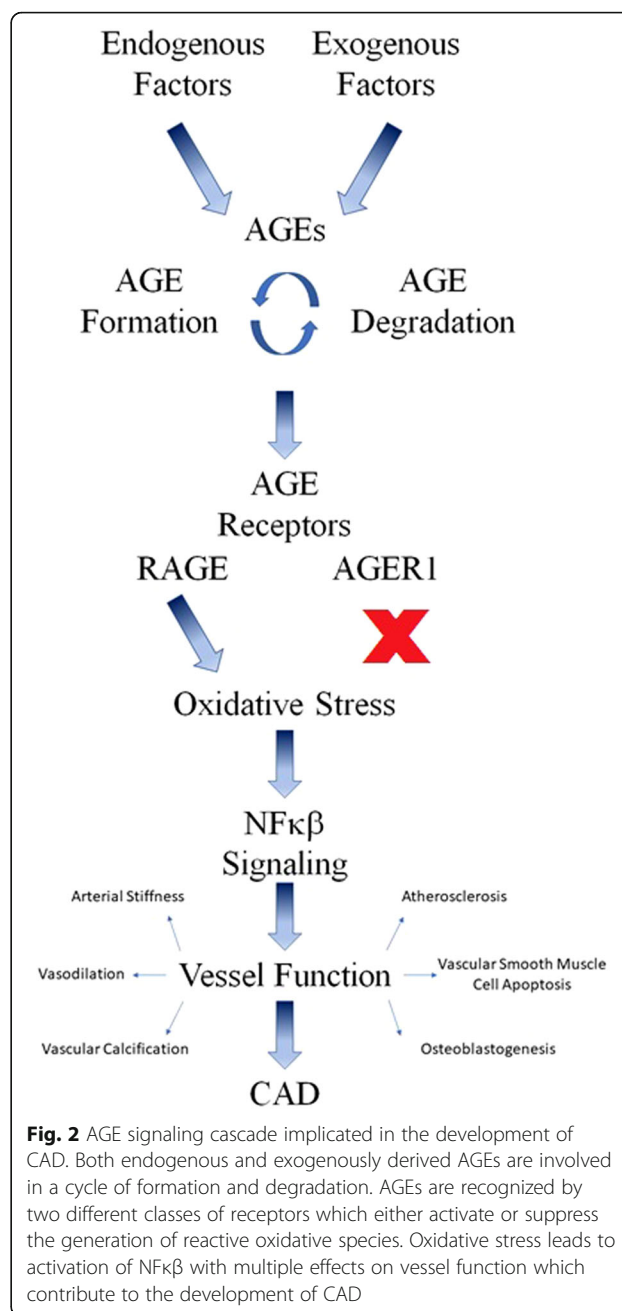 Endogenous Exogenous
Factors Factors
AGEs
AGE AGE
Formation Degradation
AGE
Receptors
RAGE AGER1
Oxidative Stress
NFκβ
Signaling
Arterial Stiffness Atherosclerosis
Vasodilation Vessel Function Vascular Smooth Muscle
Cell Apoptosis
Vascular Calcification Osteoblastogenesis
CAD
Fig. 2 AGE signaling cascade implicated in the development of
CAD. Both endogenous and exogenously derived AGEs are involved
in a cycle of formation and degradation. AGEs are recognized by
two different classes of receptors which either activate or suppress
the generation of reactive oxidative species. Oxidative stress leads to
activation of NFκβ with multiple effects on vessel function which
contribute to the development of CAD